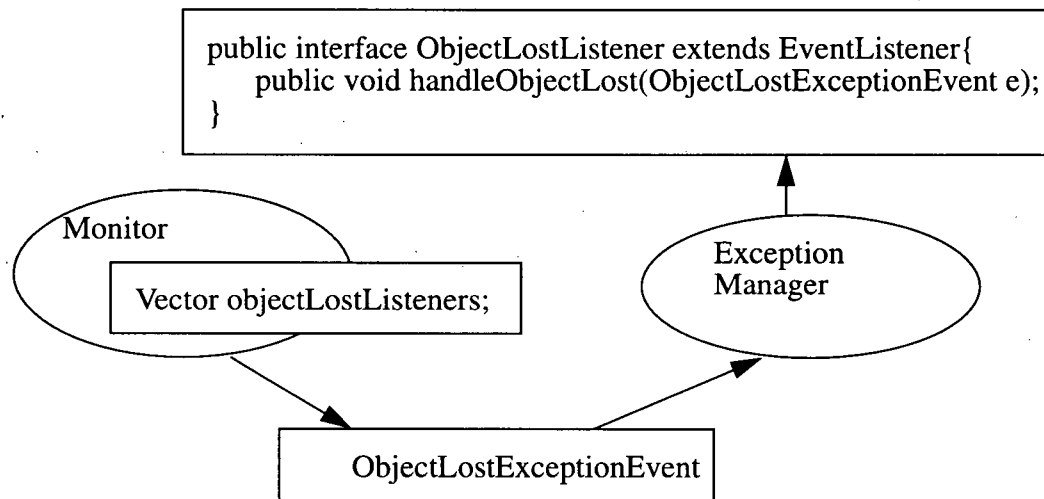 public interface ObjectLostListener extends EventListener{
public void handleObjectLost(ObjectLostExceptionEvent e);
}
Monitor
Vector objectLostListeners;
Exception
Manager
ObjectLostExceptionEvent